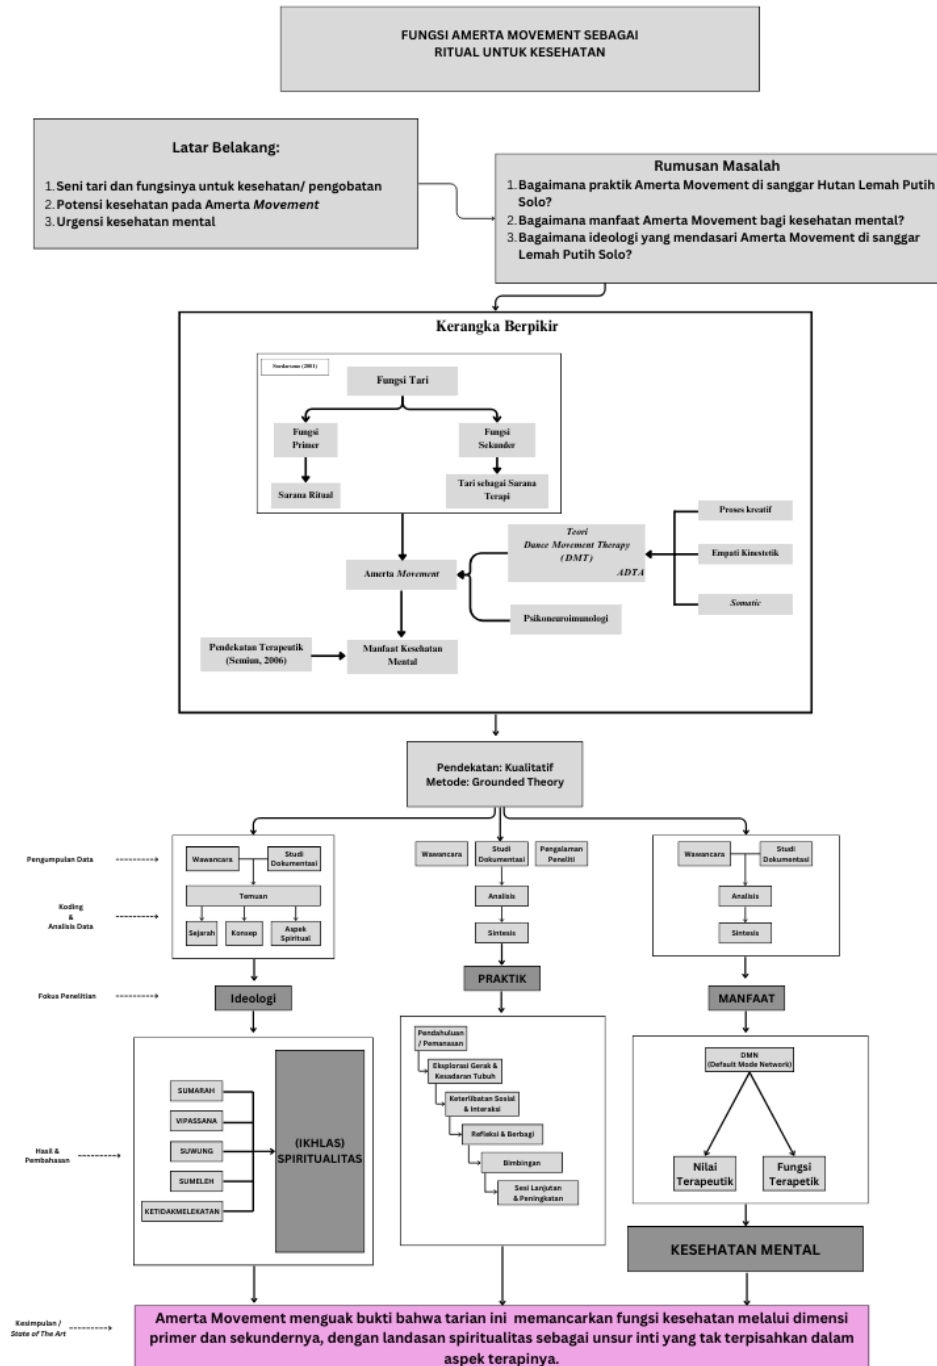 FUNGSI AMERTA MOVEMENT SEBAGAI
RITUAL UNTUK KESEHATAN
Latar Belakang:
1. Seni tari dan fungsinya untuk kesehatan/ pengobatan
2. Potensi kesehatan pada Amerta Movement
3. Urgensi kesehatan mental
Rumusan Masalah
1. Bagaimana praktik Amerta Movement di sanggar Hutan Lemah Putih
Solo?
2. Bagaimana manfaat Amerta Movement bagi kesehatan mental?
3. Bagaimana ideologi yang mendasari Amerta Movement di sanggar
Lemah Putih Solo?
Kerangka Berpikir
Soedarsono (2001)
Fungsi Tari
Fungsi
Primer
Fungsi
Sekunder
Sarana Ritual
Tari sebagai Sarana
Terapi
Proses kreatif
Teori
Dance Movement Therapy
(DMT)
ADTA
Empati Kinestetik
Amerta Movement
Somatic
Psikoneuroimunologi
Pendekatan Terapeutik
(Semiun, 2006)
Manfaat Kesehatan
Mental
Pendekatan: Kualitatif
Metode: Grounded Theory
Pengumpulan Data
Wawancara
Studi
Dokumentasi
Wawancara
Studi
Dokumentasi
Pengalaman
Peneliti
Wawancara
Studi
Dokumentasi
Koding
&
Analisis Data
Temuan
Analisis
Analisis
Sejarah
Konsep
Aspek
Spiritual
Sintesis
Sintesis
Fokus Penelitian
Ideologi
PRAKTIK
MANFAAT
Hasil &
Pembahasan
SUMARAH
VIPASSANA
SUWUNG
SUMELEH
KETIDAKMELEKATAN
(IKHLAS)
SPIRITUALITAS
Pendahuluan
/ Pemanasan
Eksplorasi Gerak &
Kesadaran Tubuh
Keterlibatan Sosial
& Interaksi
Refleksi & Berbagi
Bimbingan
Sesi Lanjutan
& Peningkatan
DMN
(Default Mode Network)
Nilai
Terapeutik
Fungsi
Terapetik
KESEHATAN MENTAL
Kesimpulan /
State of The Art
Amerta Movement menguak bukti bahwa tarian ini memancarkan fungsi kesehatan melalui dimensi
primer dan sekundernya, dengan landasan spiritualitas sebagai unsur inti yang tak terpisahkan dalam
aspek terapinya.